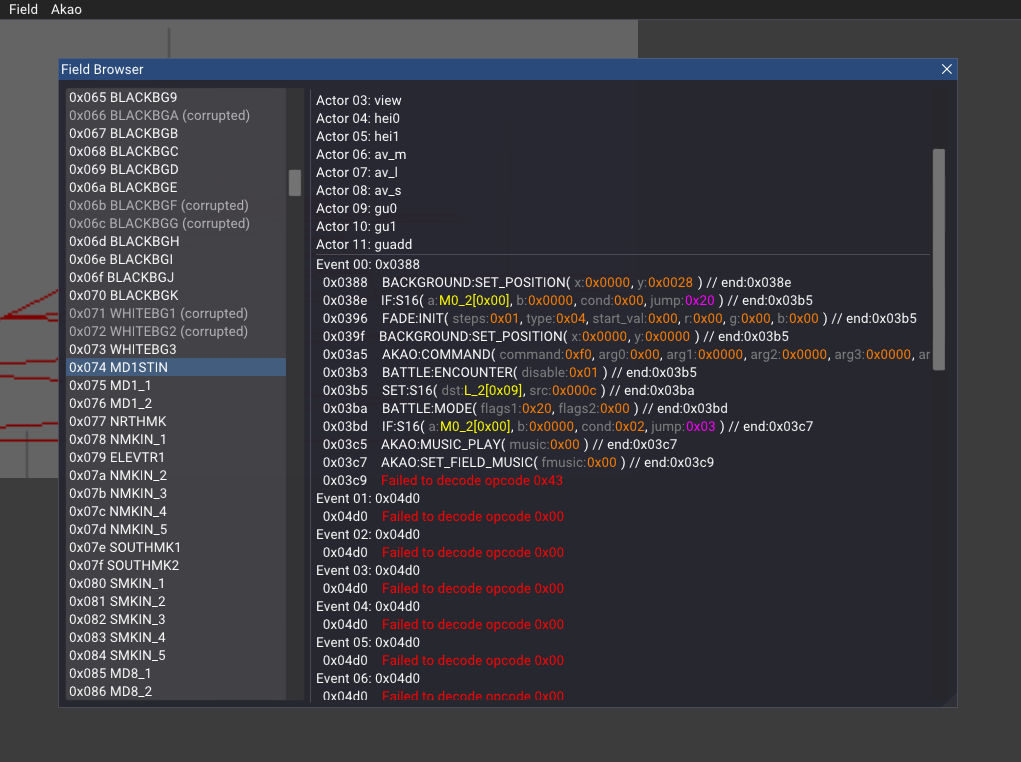 Field Akao
Field Browser
0x065 BLACKBG9
0x066 BLACKBGA (corrupted)
0x067 BLACKBGB
0x068 BLACKBGC
0x069 BLACKBGD
0x06a BLACKBGE
0x06b BLACKBGF (corrupted)
0x06c BLACKBGG (corrupted)
0x06d BLACKBGH
0x06e BLACKBGI
0x06f BLACKBGJ
0x070 BLACKBGK
0x071 WHITEBG1 (corrupted)
0x072 WHITEBG2 (corrupted)
0x073 WHITEBG3
0x074 MD1STIN
0x075 MD1_1
0x076 MD1_2
0x077 NRTHMK
0x078 NMKIN_1
0x079 ELEVTR1
0x07a NMKIN_2
0x07b NMKIN_3
0x07c NMKIN_4
0x07d NMKIN_5
0x07e SOUTHMK1
0x07f SOUTHMK2
0x080 SMKIN_1
0x081 SMKIN_2
0x082 SMKIN_3
0x083 SMKIN_4
0x084 SMKIN_5
0x085 MD8_1
0x086 MD8_2
Actor 03: view
Actor 04: hei0
Actor 05: hei1
Actor 06: av_m
Actor 07: av_l
Actor 08: av_s
Actor 09: gu0
Actor 10: gu1
Actor 11: guadd
Event 00: 0x0388
0x0388 BACKGROUND:SET_POSITION( x:0x0000, y:0x0028 ) // end:0x038e
0x038e IF:S16( a:M0_2[0x00], b:0x0000, cond:0x00, jump:0x20 ) // end:0x03b5
0x0396 FADE:INIT( steps:0x01, type:0x04, start_val:0x00, r:0x00, g:0x00, b:0x00 ) // end:0x03b5
0x039f BACKGROUND:SET_POSITION( x:0x0000, y:0x0000 ) // end:0x03b5
0x03a5 AKAO:COMMAND( command:0xf0, arg0:0x00, arg1:0x0000, arg2:0x0000, arg3:0x0000, ar
0x03b3 BATTLE:ENCOUNTER( disable:0x01 ) // end:0x03b5
0x03b5 SET:S16( dst:L_2[0x09], src:0x000c ) // end:0x03ba
0x03ba BATTLE:MODE( flags1:0x20, flags2:0x00 ) // end:0x03bd
0x03bd IF:S16( a:M0_2[0x00], b:0x0000, cond:0x02, jump:0x03 ) // end:0x03c7
0x03c5 AKAO:MUSIC_PLAY( music:0x00 ) // end:0x03c7
0x03c7 AKAO:SET_FIELD_MUSIC( fmusic:0x00 ) // end:0x03c9
0x03c9 Failed to decode opcode 0x43
Event 01: 0x04d0
0x04d0 Failed to decode opcode 0x00
Event 02: 0x04d0
0x04d0 Failed to decode opcode 0x00
Event 03: 0x04d0
0x04d0 Failed to decode opcode 0x00
Event 04: 0x04d0
0x04d0 Failed to decode opcode 0x00
Event 05: 0x04d0
0x04d0 Failed to decode opcode 0x00
Event 06: 0x04d0
0x04d0 Failed to decode opcode 0x00